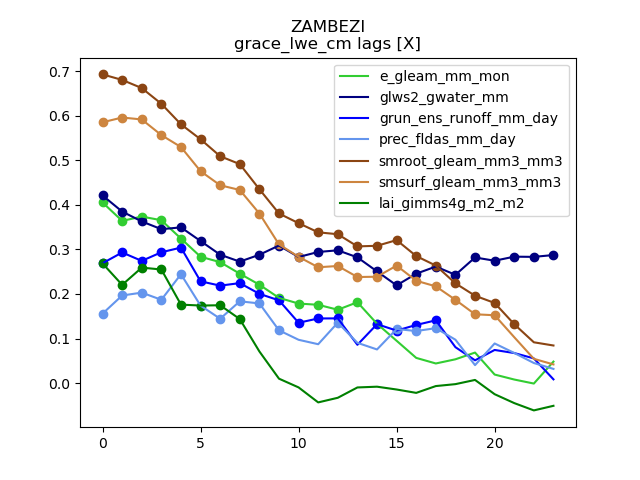 ZAMBEZI
grace_lwe_cm lags [X]
0.7
0.6
0.5
0.4
0.3
0.2
0.1
0.0
0
5
10
15
20
e_gleam_mm_mon
glws2_gwater_mm
grun_ens_runoff_mm_day
prec_fldas_mm_day
smroot_gleam_mm3_mm3
smsurf_gleam_mm3_mm3
lai_gimms4g_m2_m2